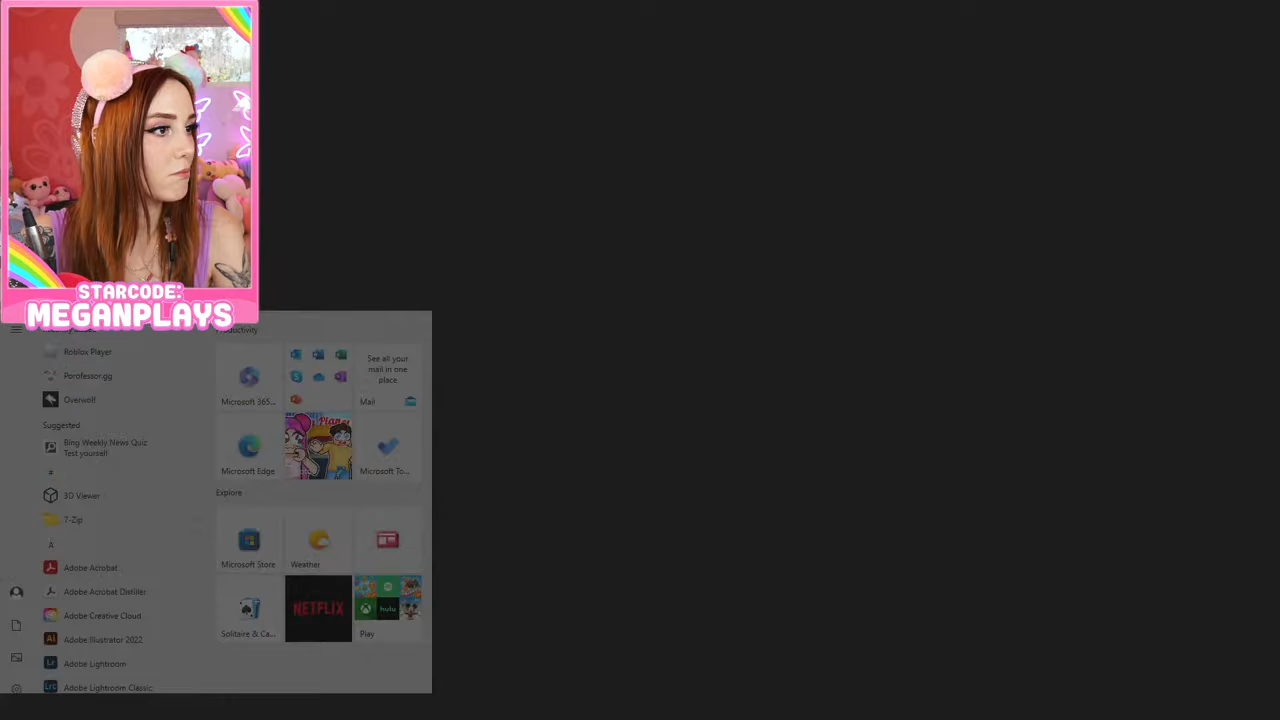 STARCODE:
MEGANPLAYS
Productivity
Roblox Player
Porofessor.gg
Overwolf
Suggested
Bing Weekly News Quiz
Test yourself
#
3D Viewer
7-Zip
A
Adobe Acrobat
Adobe Acrobat Distiller
Adobe Creative Cloud
Adobe Illustrator 2022
Adobe Lightroom
Adobe Lightroom Classic
Microsoft 365...
See all your
mail in one
place
Mail
Microsoft Edge
Microsoft To...
Explore
Microsoft Store
Weather
Solitaire & Ca...
NETFLIX
hulu
Play